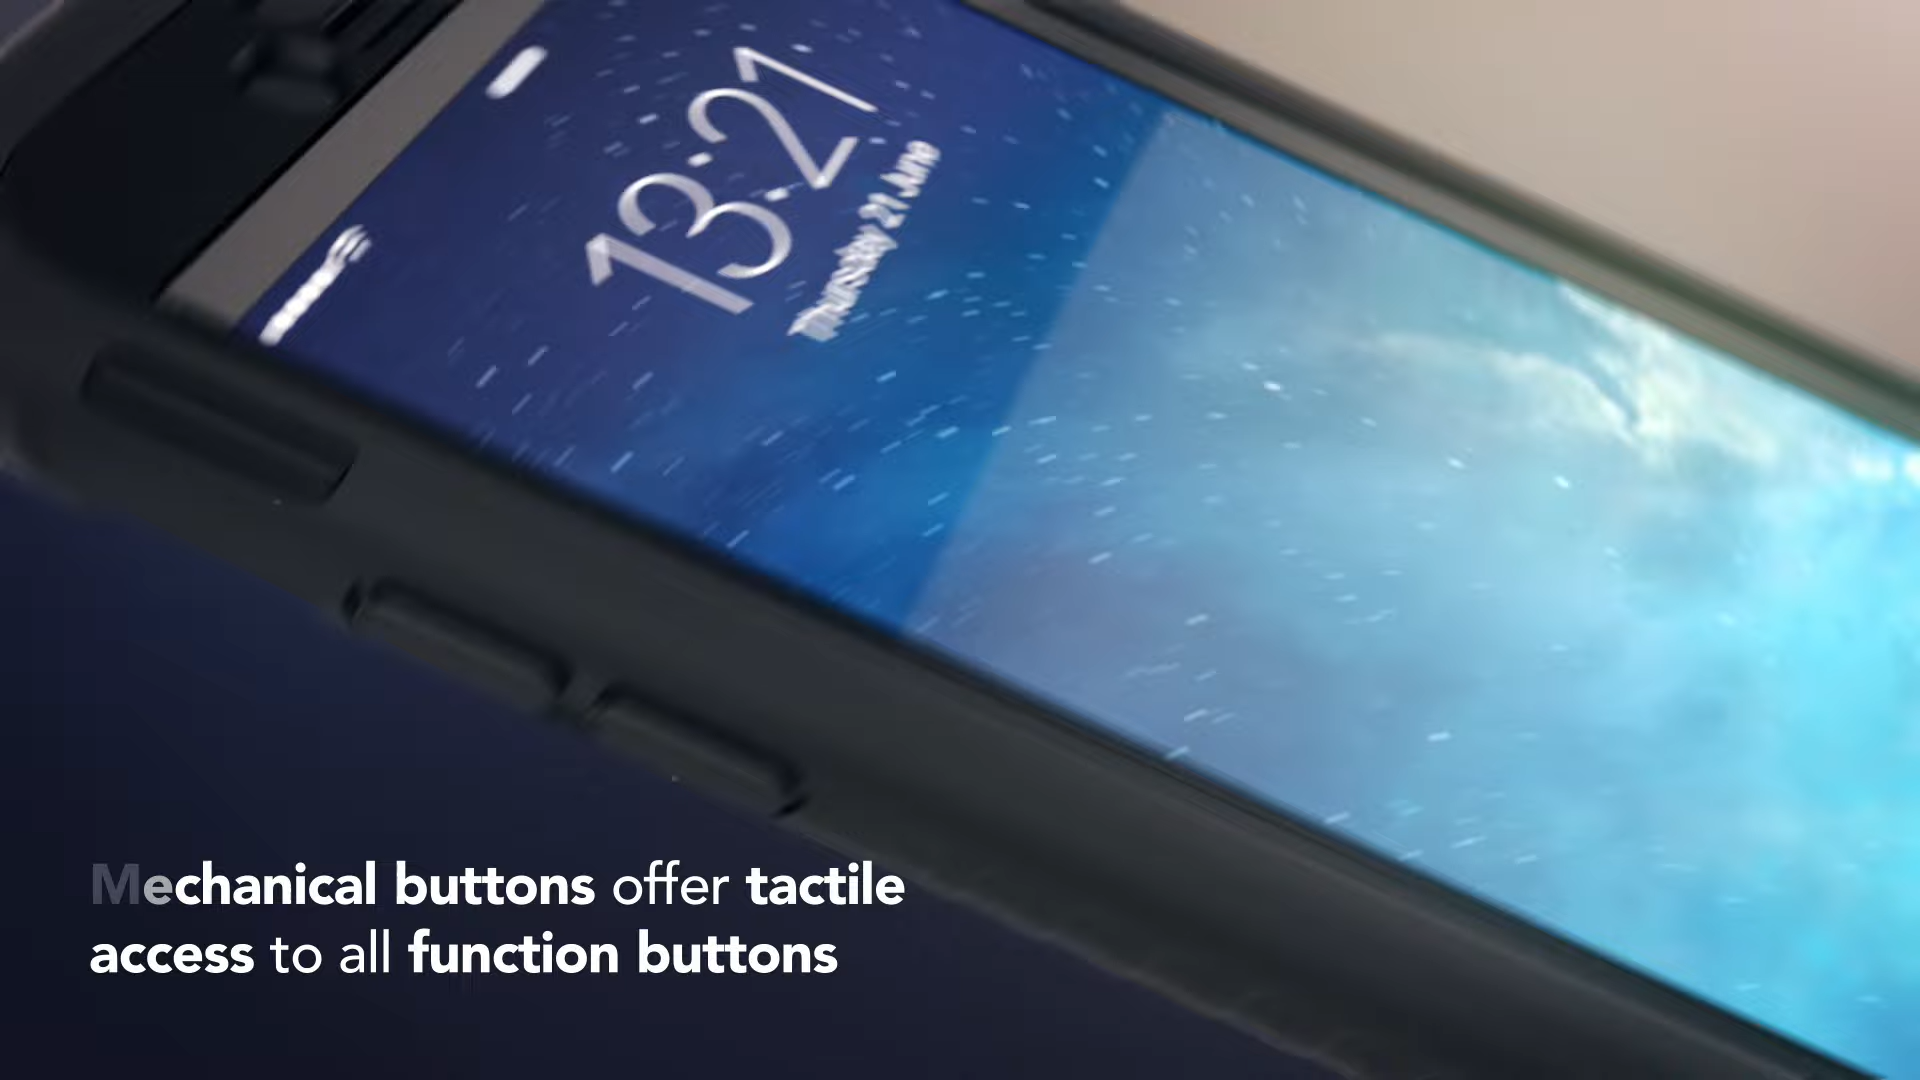 13:21
Thursday 21 June
Mechanical buttons offer tactile
access to all function buttons